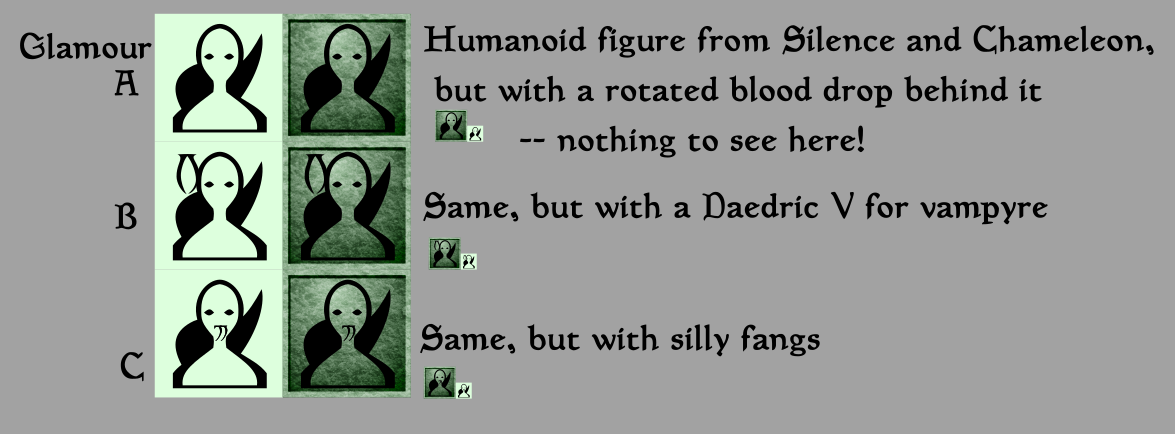 Glamour
A
Humanoid figure from Silence and Chameleon,
but with a rotated blood drop behind it
-- nothing to see here!
B
Same, but with a Daedric V for vampyre
C
Same, but with silly fangs